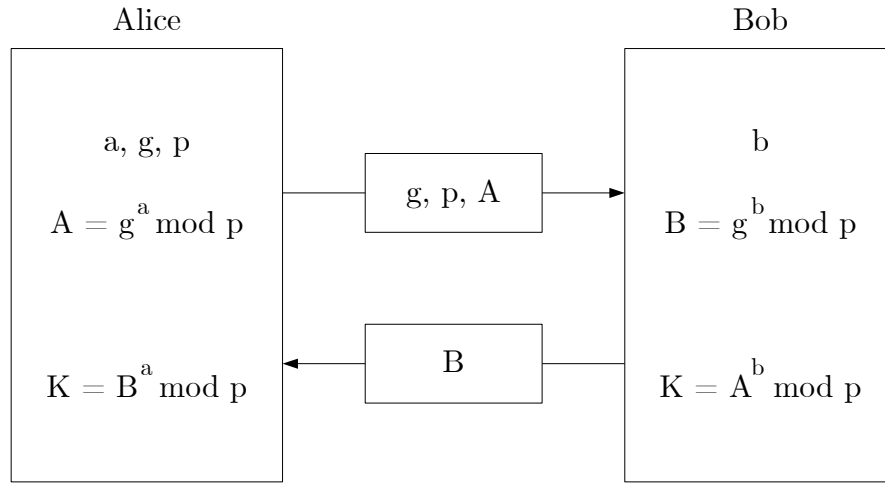 Alice
Bob
a, g, p
A = g^a mod p
K = B^a mod p
g, p, A
B
b
B = g^b mod p
K = A^b mod p